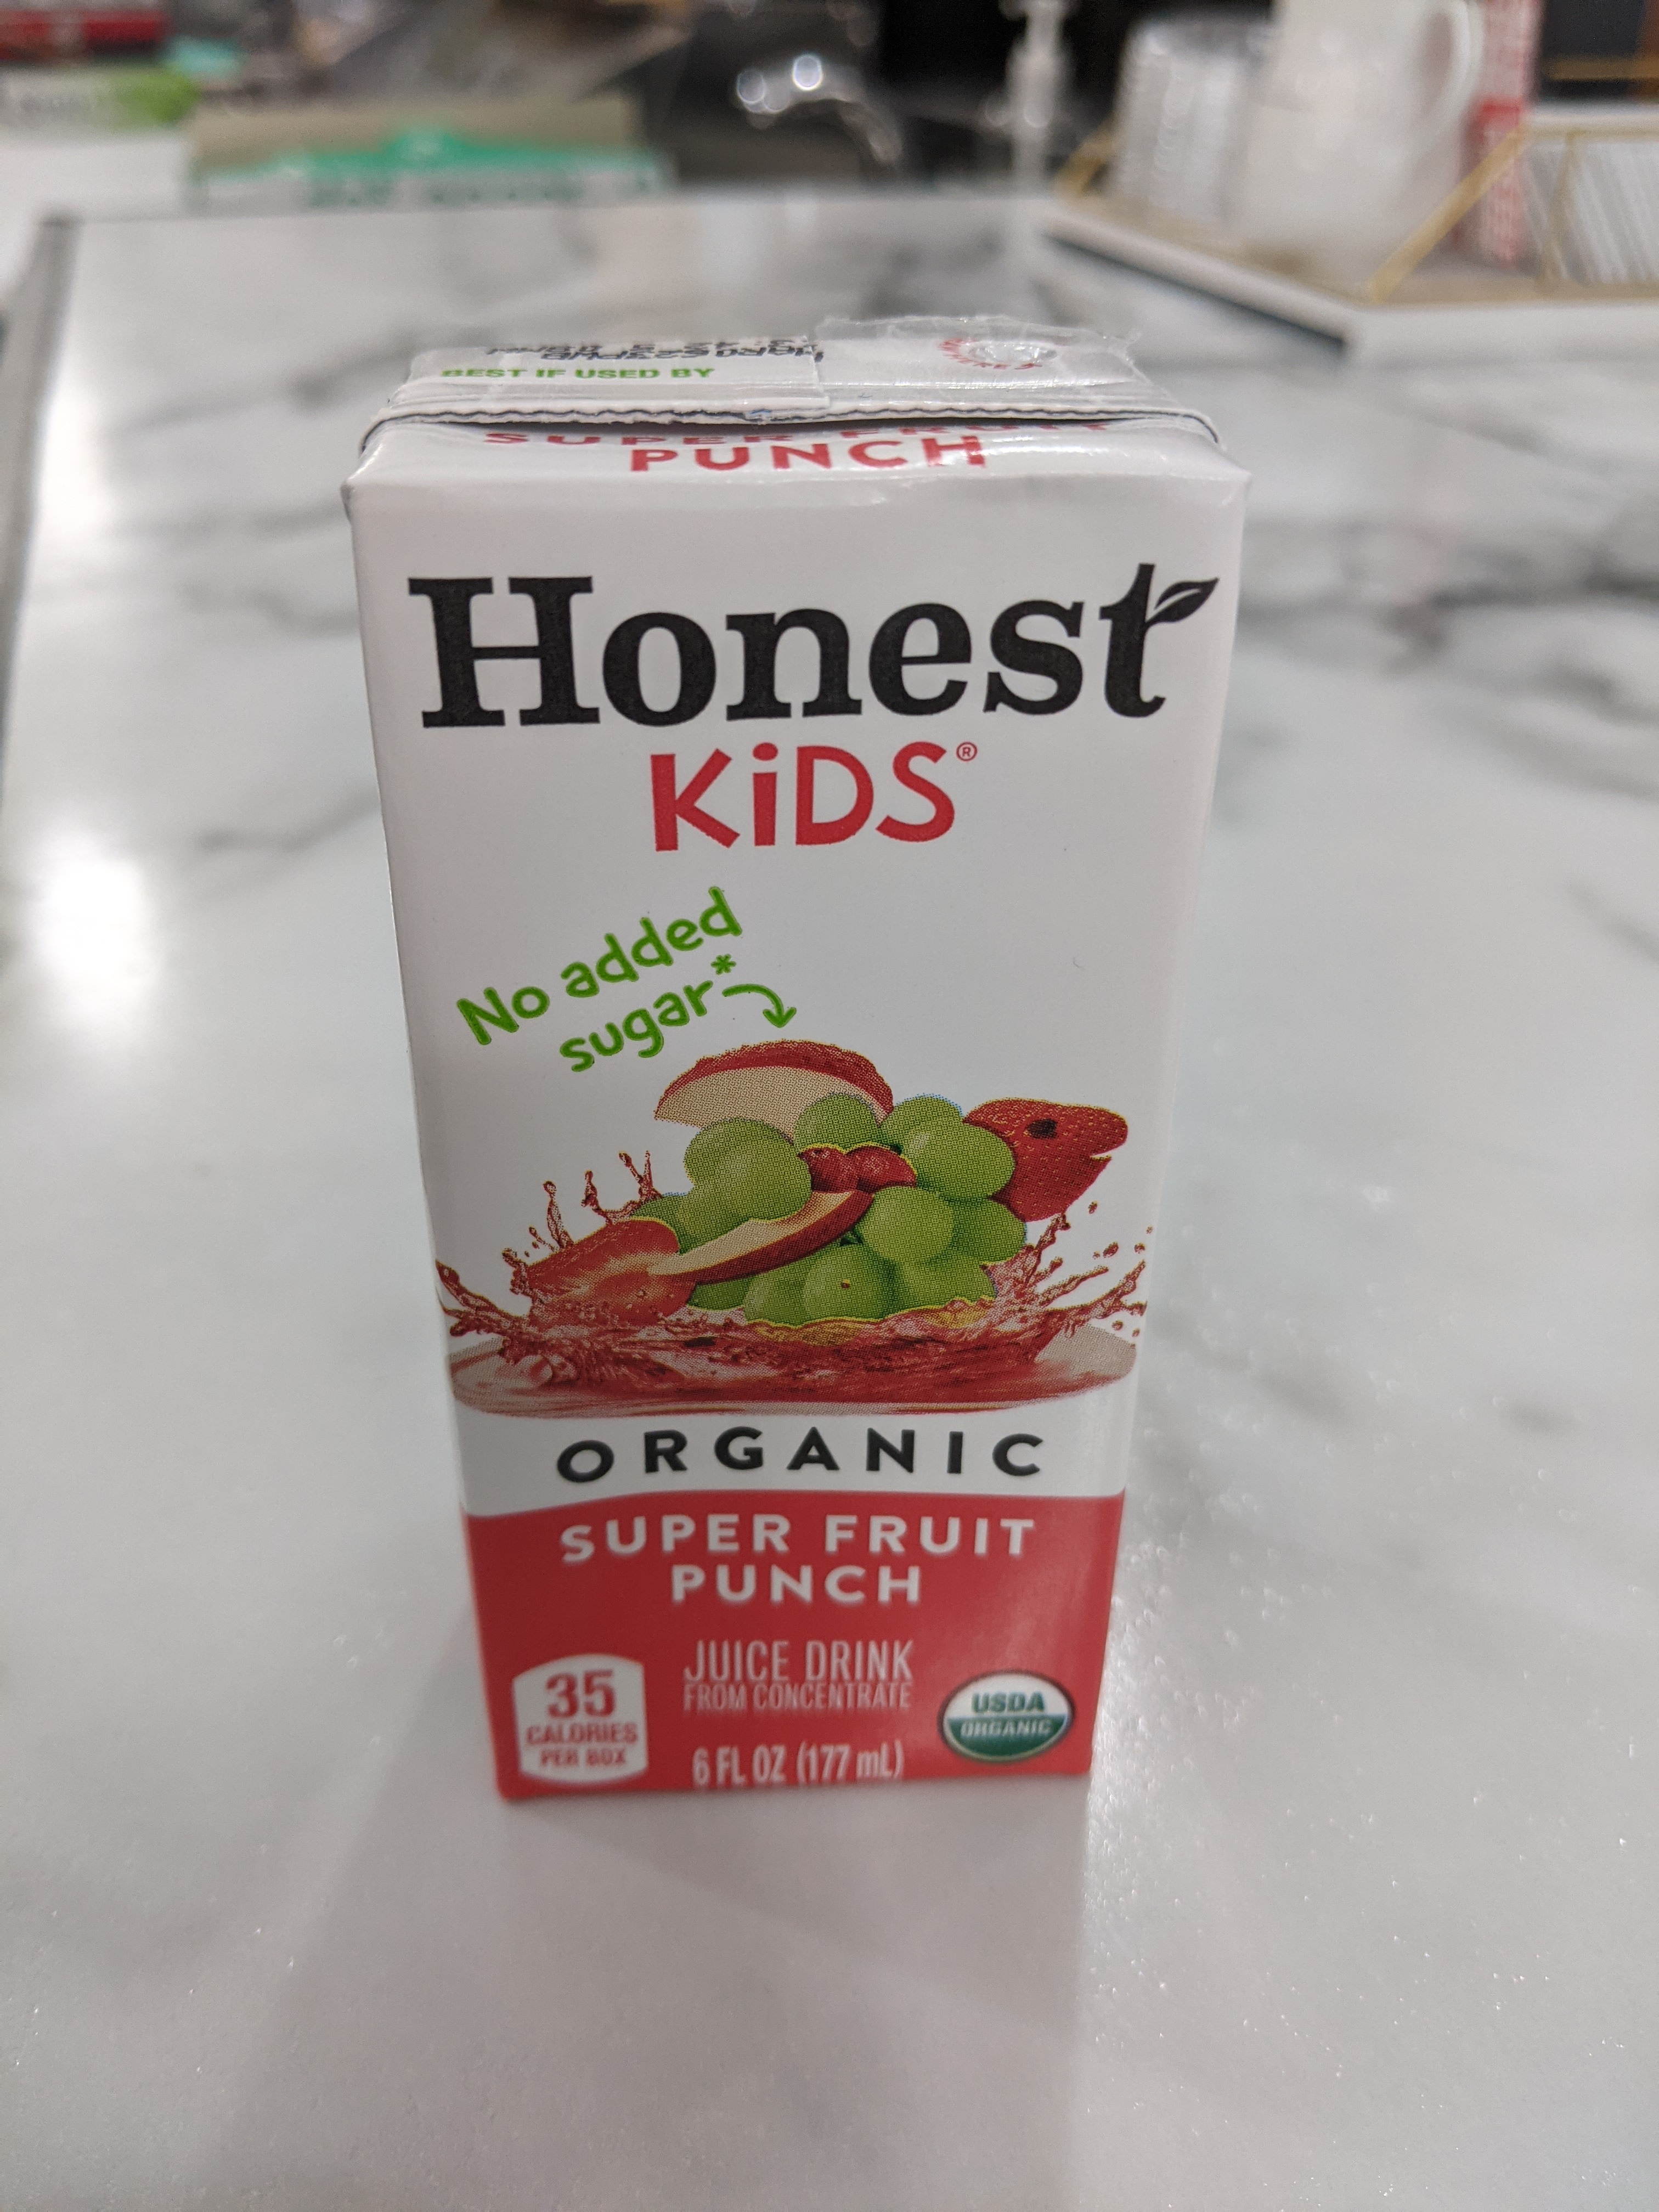 MAR0623PHB
BEST IF USED BY
SUPER FRUIT
PUNCH
Honest
KiDS®
No added
sugar*
ORGANIC
SUPER FRUIT
PUNCH
JUICE DRINK
FROM CONCENTRATE
35
CALORIES
PER BOX
6 FL OZ (177 mL)
USDA
ORGANIC